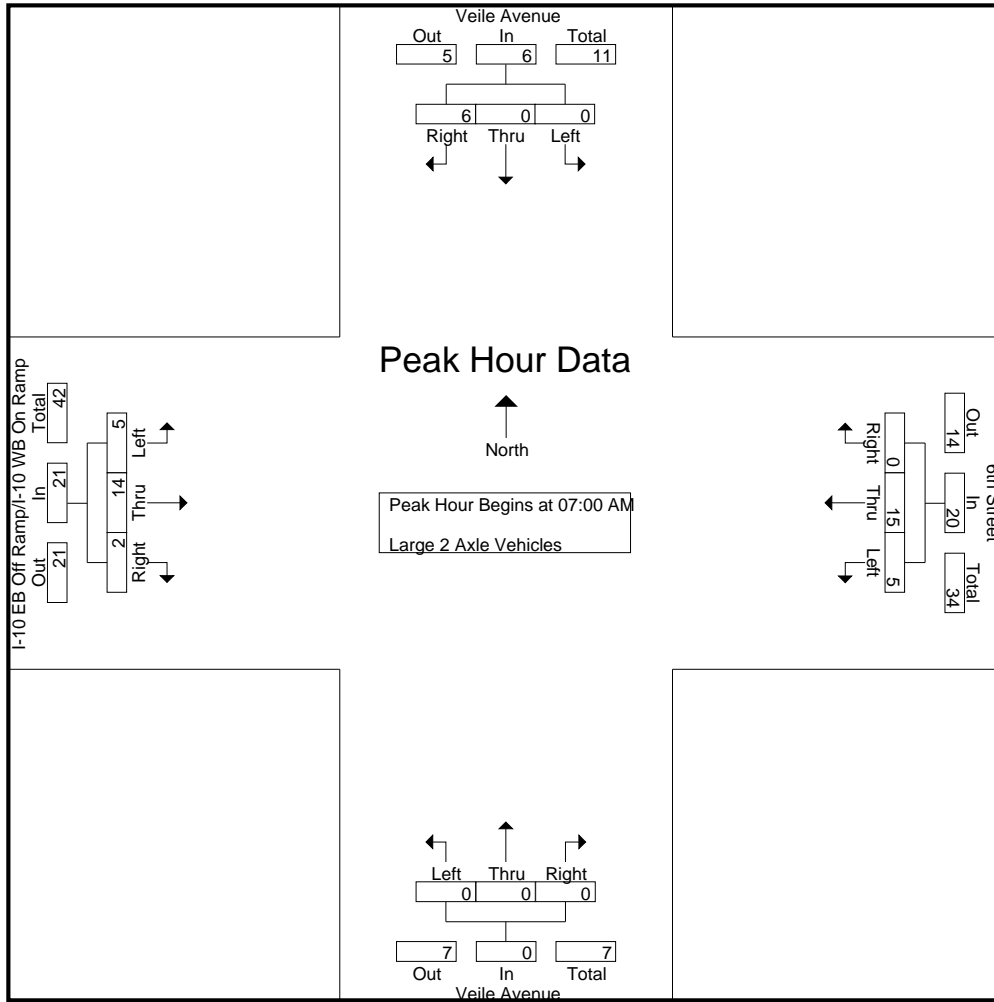 Veile Avenue
Out In Total
5 6 11
6 0 0
Right Thru Left
Peak Hour Data
North
Peak Hour Begins at 07:00 AM
Large 2 Axle Vehicles
I-10 EB Off Ramp/I-10 WB On Ramp
Out In Total
21 21 42
5 14 2
Left Thru Right
6th Street
Out In Total
14 20 34
0 15 5
Right Thru Left
Left Thru Right
0 0 0
7 0 7
Out In Total
Veile Avenue